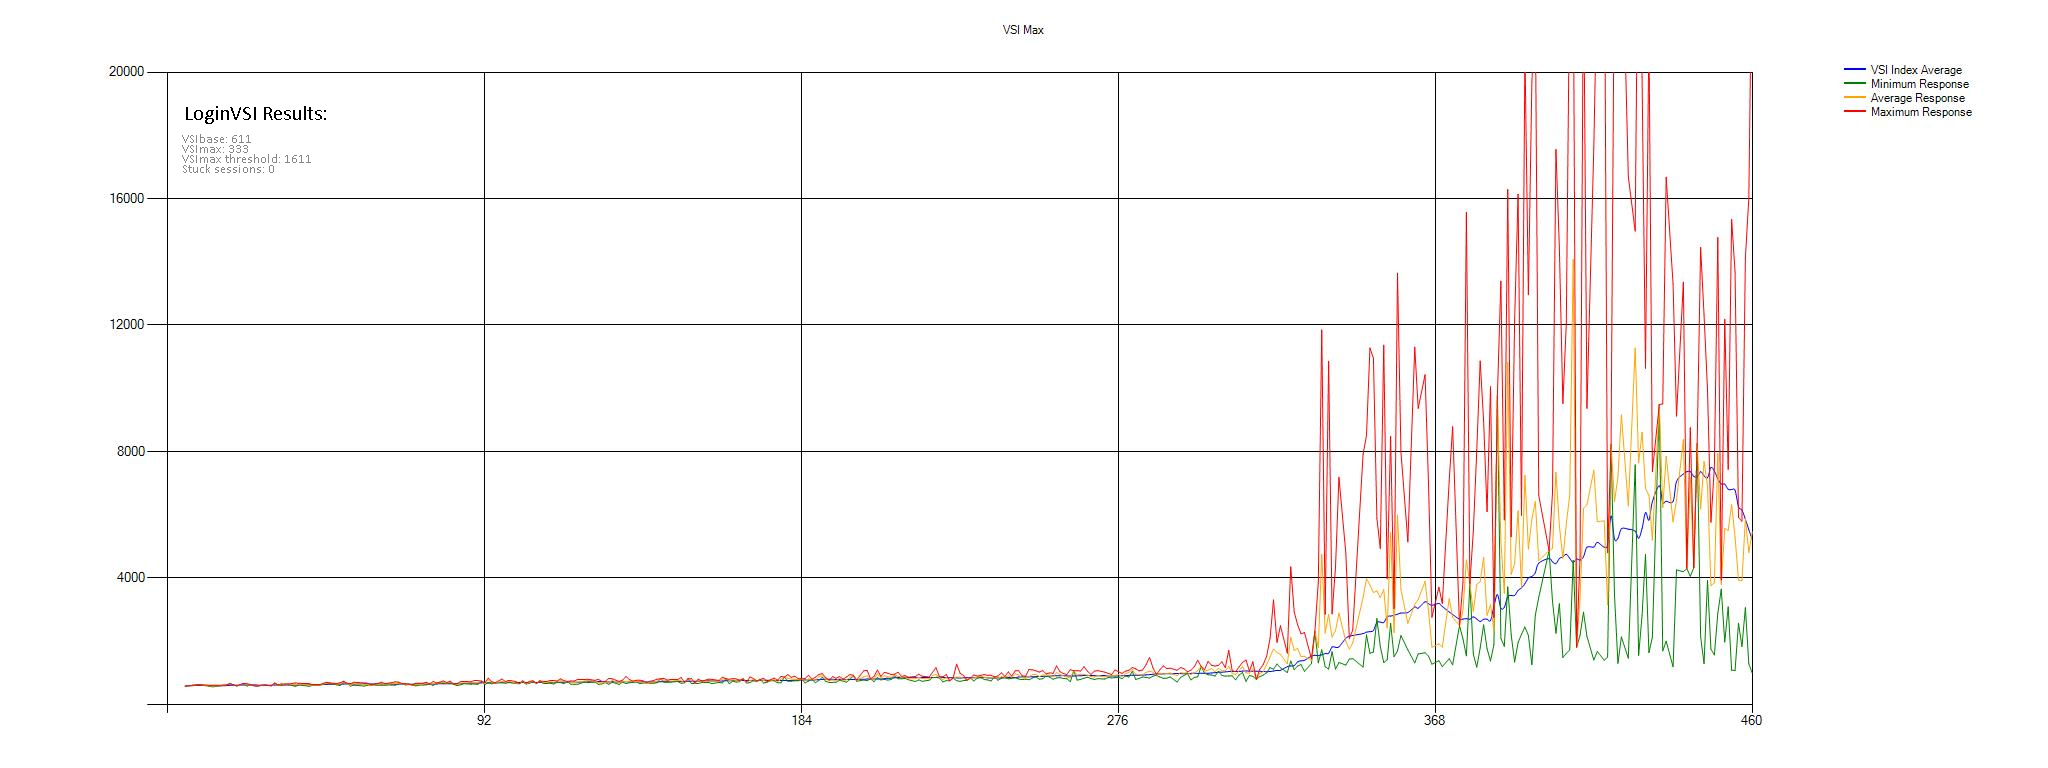 VSI Max
20000
16000
12000
8000
4000
LoginVSI Results:
VSIbase: 611
VSImax: 333
VSImax threshold: 1611
Stuck sessions: 0
VSI Index Average
Minimum Response
Average Response
Maximum Response
92
184
276
368
460